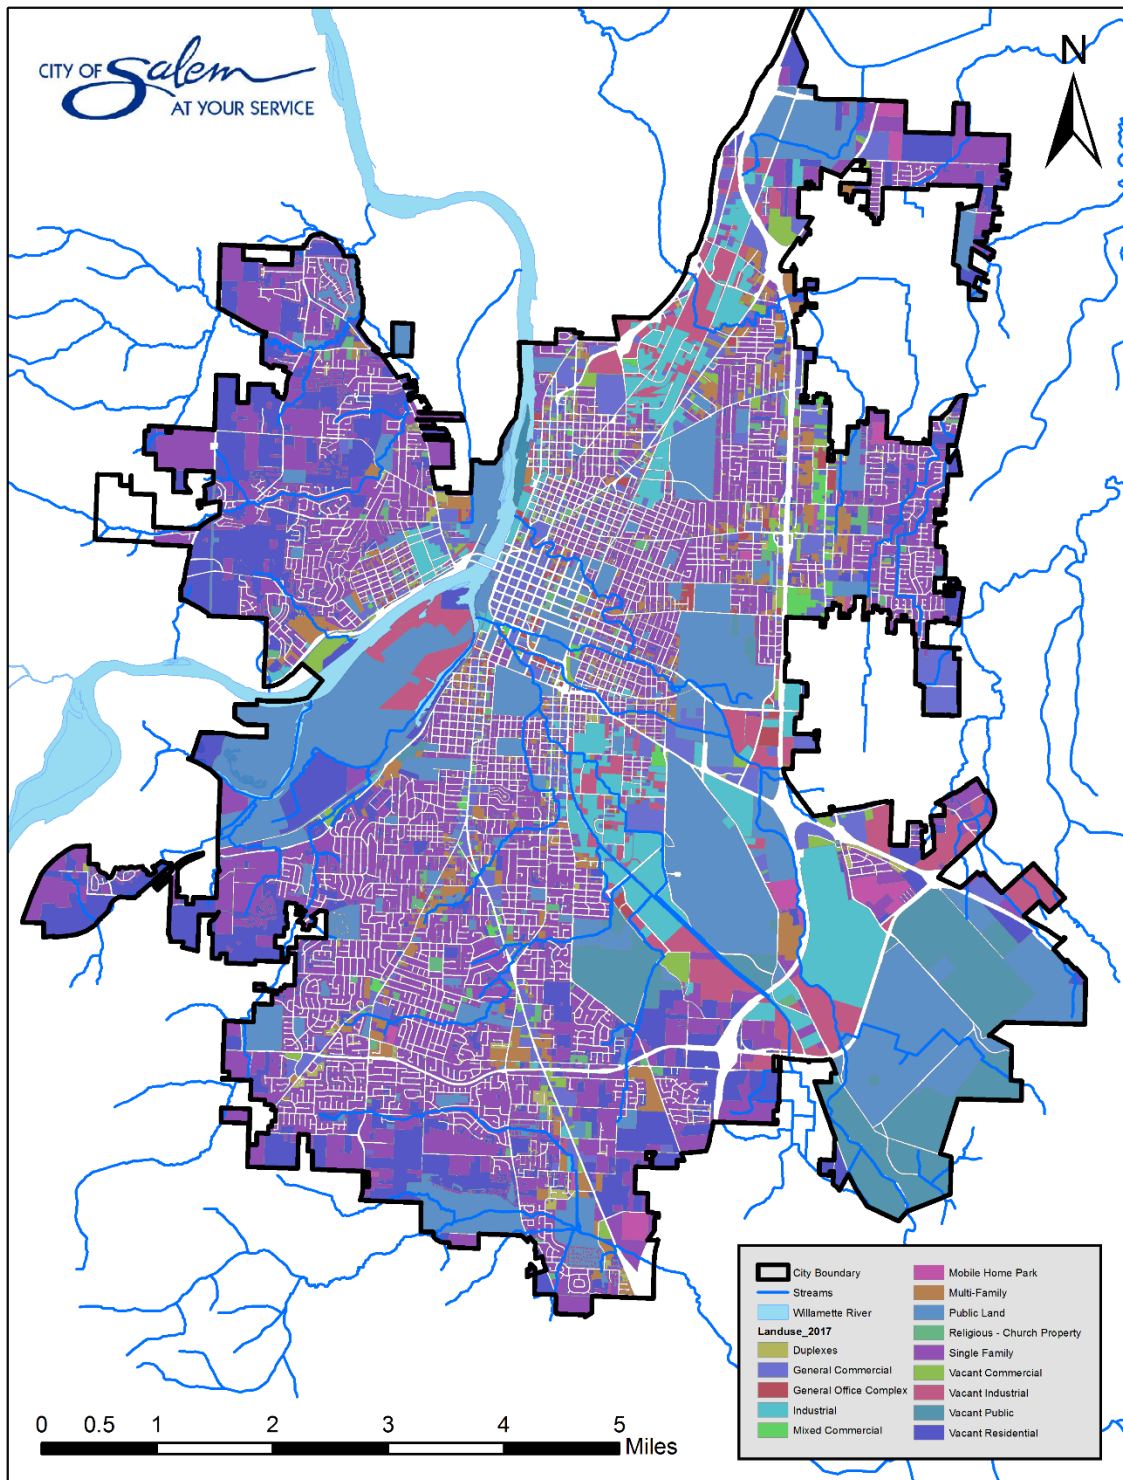 CITY OF Salem
AT YOUR SERVICE
N
City Boundary
Streams
Willamette River
Landuse_2017
Duplexes
General Commercial
General Office Complex
Industrial
Mixed Commercial
Mobile Home Park
Multi-Family
Public Land
Religious - Church Property
Single Family
Vacant Commercial
Vacant Industrial
Vacant Public
Vacant Residential
0 0.5 1 2 3 4 5
Miles